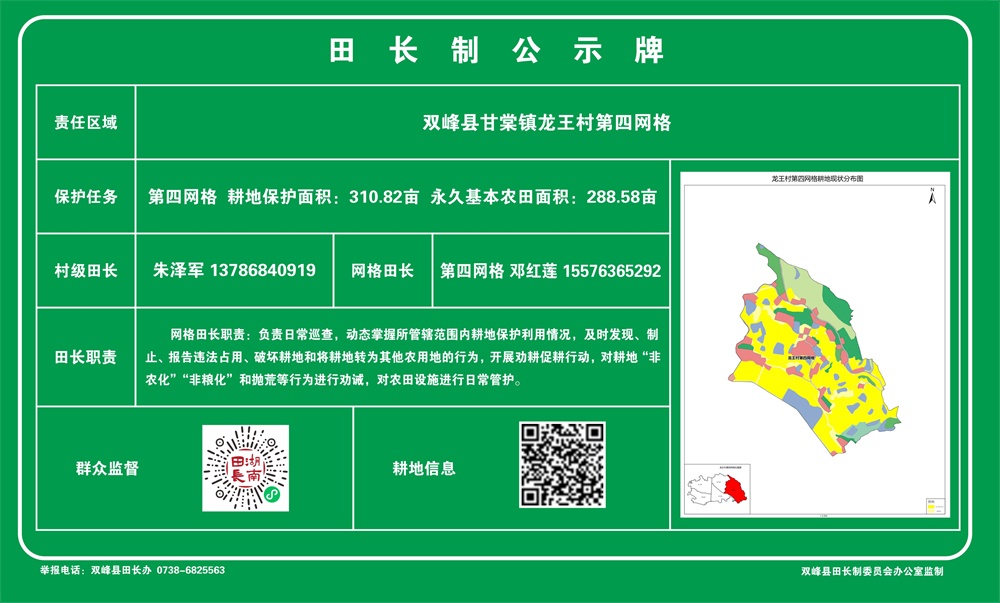 田长制公示牌
责任区域
双峰县甘棠镇龙王村第四网格
保护任务
第四网格 耕地保护面积：310.82亩 永久基本农田面积：288.58亩
村级田长
朱泽军 13786840919
网格田长
第四网格 邓红莲 15576365292
田长职责
网格田长职责：负责日常巡查，动态掌握所管辖范围内耕地保护利用情况，及时发现、制
止、报告违法占用、破坏耕地和将耕地转为其他农用地的行为，开展劝耕促耕行动，对耕地“非
农化”“非粮化”和抛荒等行为进行劝诫，对农田设施进行日常管护。
群众监督
湖南田長
耕地信息
龙王村第四网格耕地现状分布图
N
龙王村第四网格
举报电话：双峰县田长办 0738-6825563
双峰县田长制委员会办公室监制